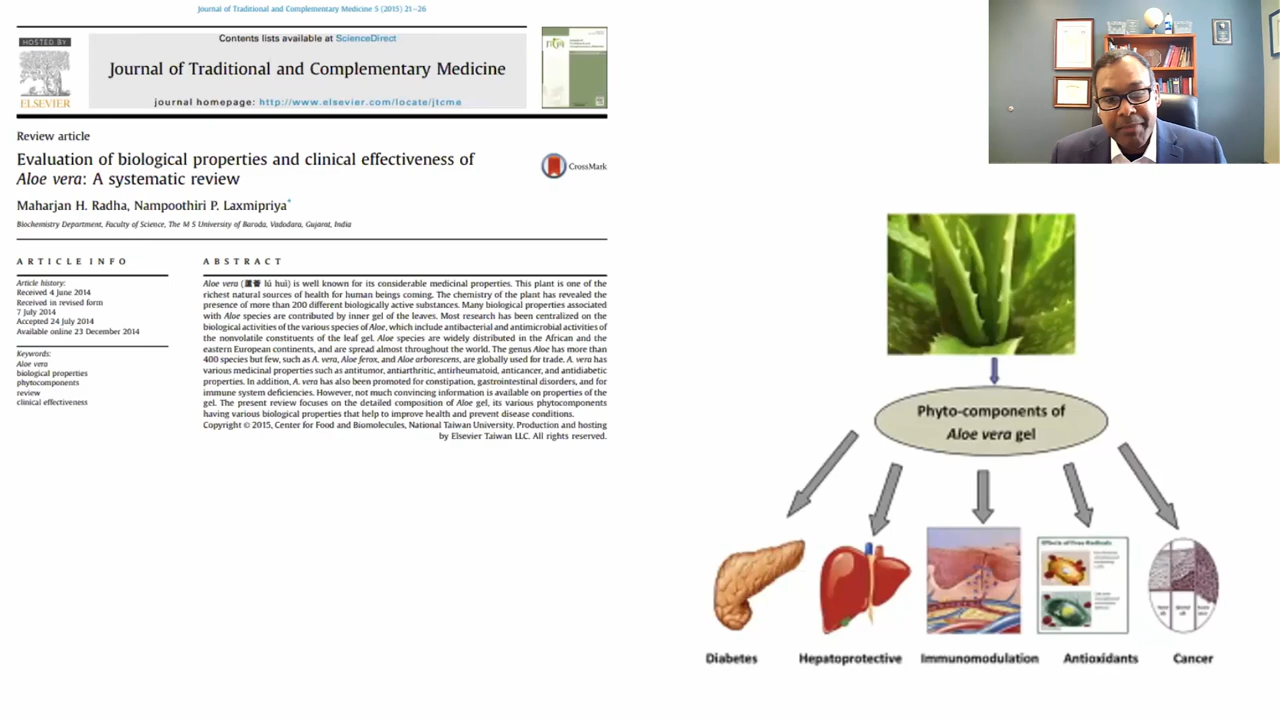 Journal of Traditional and Complementary Medicine 5 (2015) 21–26
HOSTED BY
ELSEVIER
Contents lists available at ScienceDirect
Journal of Traditional and Complementary Medicine
journal homepage: http://www.elsevier.com/locate/jtcme
Review article
Evaluation of biological properties and clinical effectiveness of
Aloe vera: A systematic review
CrossMark
Maharjan H. Radha, Nampoothiri P. Laxmipriya*
Biochemistry Department, Faculty of Science, The M S University of Baroda, Vadodara, Gujarat, India
ARTICLE INFO
Article history:
Received 4 June 2014
Received in revised form
7 July 2014
Accepted 24 July 2014
Available online 23 December 2014
Keywords:
Aloe vera
biological properties
phytocomponents
review
clinical effectiveness
ABSTRACT
Aloe vera (蘆薈 lú huì) is well known for its considerable medicinal properties. This plant is one of the
richest natural sources of health for human beings coming. The chemistry of the plant has revealed the
presence of more than 200 different biologically active substances. Many biological properties associated
with Aloe species are contributed by inner gel of the leaves. Most research has been centralized on the
biological activities of the various species of Aloe, which include antibacterial and antimicrobial activities of
the nonvolatile constituents of the leaf gel. Aloe species are widely distributed in the African and the
eastern European continents, and are spread almost throughout the world. The genus Aloe has more than
400 species but few, such as A. vera, Aloe ferox, and Aloe arborescens, are globally used for trade. A. vera has
various medicinal properties such as antitumor, antiarthritic, antirheumatoid, anticancer, and antidiabetic
properties. In addition, A. vera has also been promoted for constipation, gastrointestinal disorders, and for
immune system deficiencies. However, not much convincing information is available on properties of the
gel. The present review focuses on the detailed composition of Aloe gel, its various phytocomponents
having various biological properties that help to improve health and prevent disease conditions.
Copyright © 2015, Center for Food and Biomolecules, National Taiwan University. Production and hosting
by Elsevier Taiwan LLC. All rights reserved.
Phyto-components of
Aloe vera gel
Effects of Free Radicals
Diabetes
Hepatoprotective
Immunomodulation
Antioxidants
Cancer